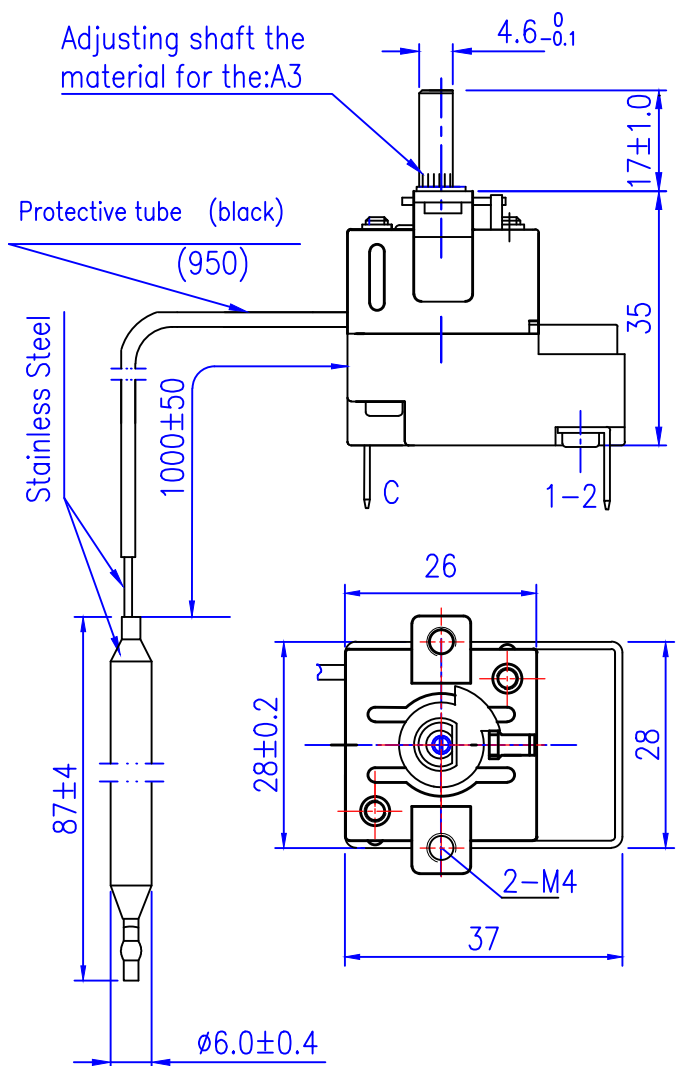 Adjusting shaft the
material for the:A3
4.6 0
-0.1
17±1.0
Protective tube (black)
(950)
35
Stainless Steel
1000±50
C
1-2
26
28±0.2
28
87±4
2-M4
37
ø6.0±0.4